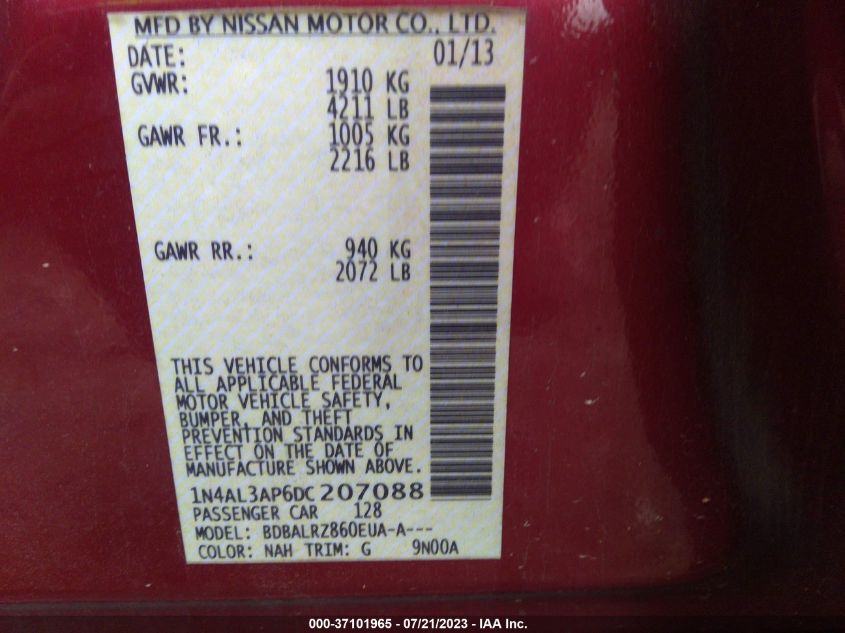 MFD BY NISSAN MOTOR CO., LTD.
DATE: 01/13
GVWR: 1910 KG
4211 LB
GAWR FR.: 1005 KG
2216 LB
GAWR RR.: 940 KG
2072 LB
THIS VEHICLE CONFORMS TO
ALL APPLICABLE FEDERAL
MOTOR VEHICLE SAFETY,
BUMPER, AND THEFT
PREVENTION STANDARDS IN
EFFECT ON THE DATE OF
MANUFACTURE SHOWN ABOVE.
1N4AL3AP6DC207088
PASSENGER CAR 128
MODEL: BDBALRZ860EUA-A---
COLOR: NAH TRIM: G 9N00A
000-37101965 - 07/21/2023 - IAA Inc.